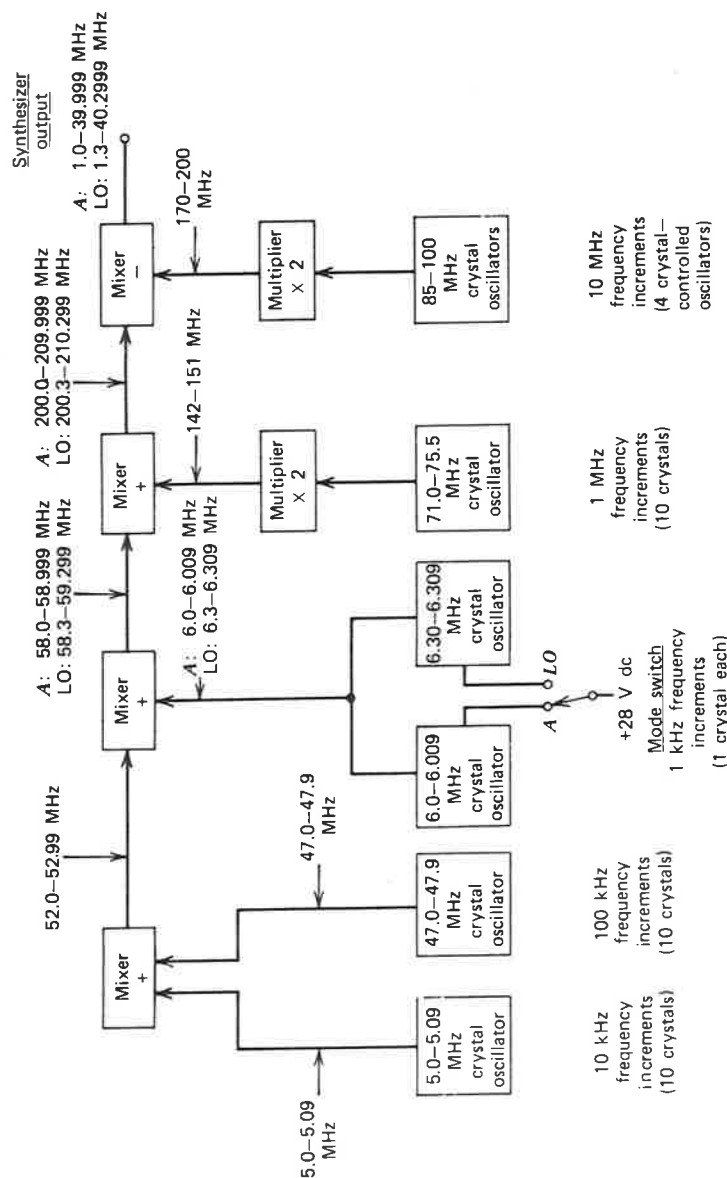 Synthesizer
output
A: 1.0–39.999 MHz
LO: 1.3–40.2999 MHz
A: 200.0–209.999 MHz
LO: 200.3–210.299 MHz
A: 58.0–58.999 MHz
LO: 58.3–59.299 MHz
52.0–52.99 MHz
Mixer
+
Mixer
+
Mixer
+
Mixer
–
5.0–5.09
MHz
47.0–47.9
MHz
A: 6.0–6.009 MHz
LO: 6.3–6.309 MHz
142–151 MHz
170–200
MHz
Multiplier
× 2
Multiplier
× 2
5.0–5.09
MHz
crystal
oscillator
47.0–47.9
MHz
crystal
oscillator
6.0–6.009
MHz
crystal
oscillator
6.30–6.309
MHz
crystal
oscillator
71.0–75.5
MHz
crystal
oscillator
85–100
MHz
crystal
oscillators
A
LO
+28 V dc
Mode switch
10 kHz
frequency
increments
(10 crystals)
100 kHz
frequency
increments
(10 crystals)
1 kHz frequency
increments
(1 crystal each)
1 MHz
frequency
increments
(10 crystals)
10 MHz
frequency
increments
(4 crystal–
controlled
oscillators)